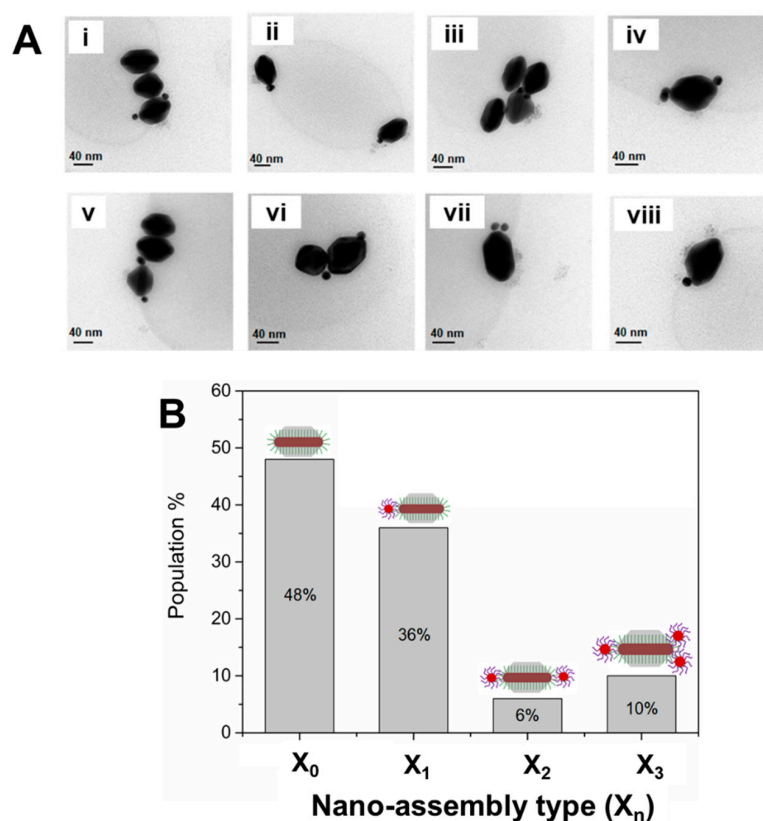 A
i ii iii iv
40 nm 40 nm 40 nm 40 nm
v vi vii viii
40 nm 40 nm 40 nm 40 nm
B
Population %
60
50
40
30
20
10
0
48%
36%
6%
10%
X0 X1 X2 X3
Nano-assembly type (Xn)